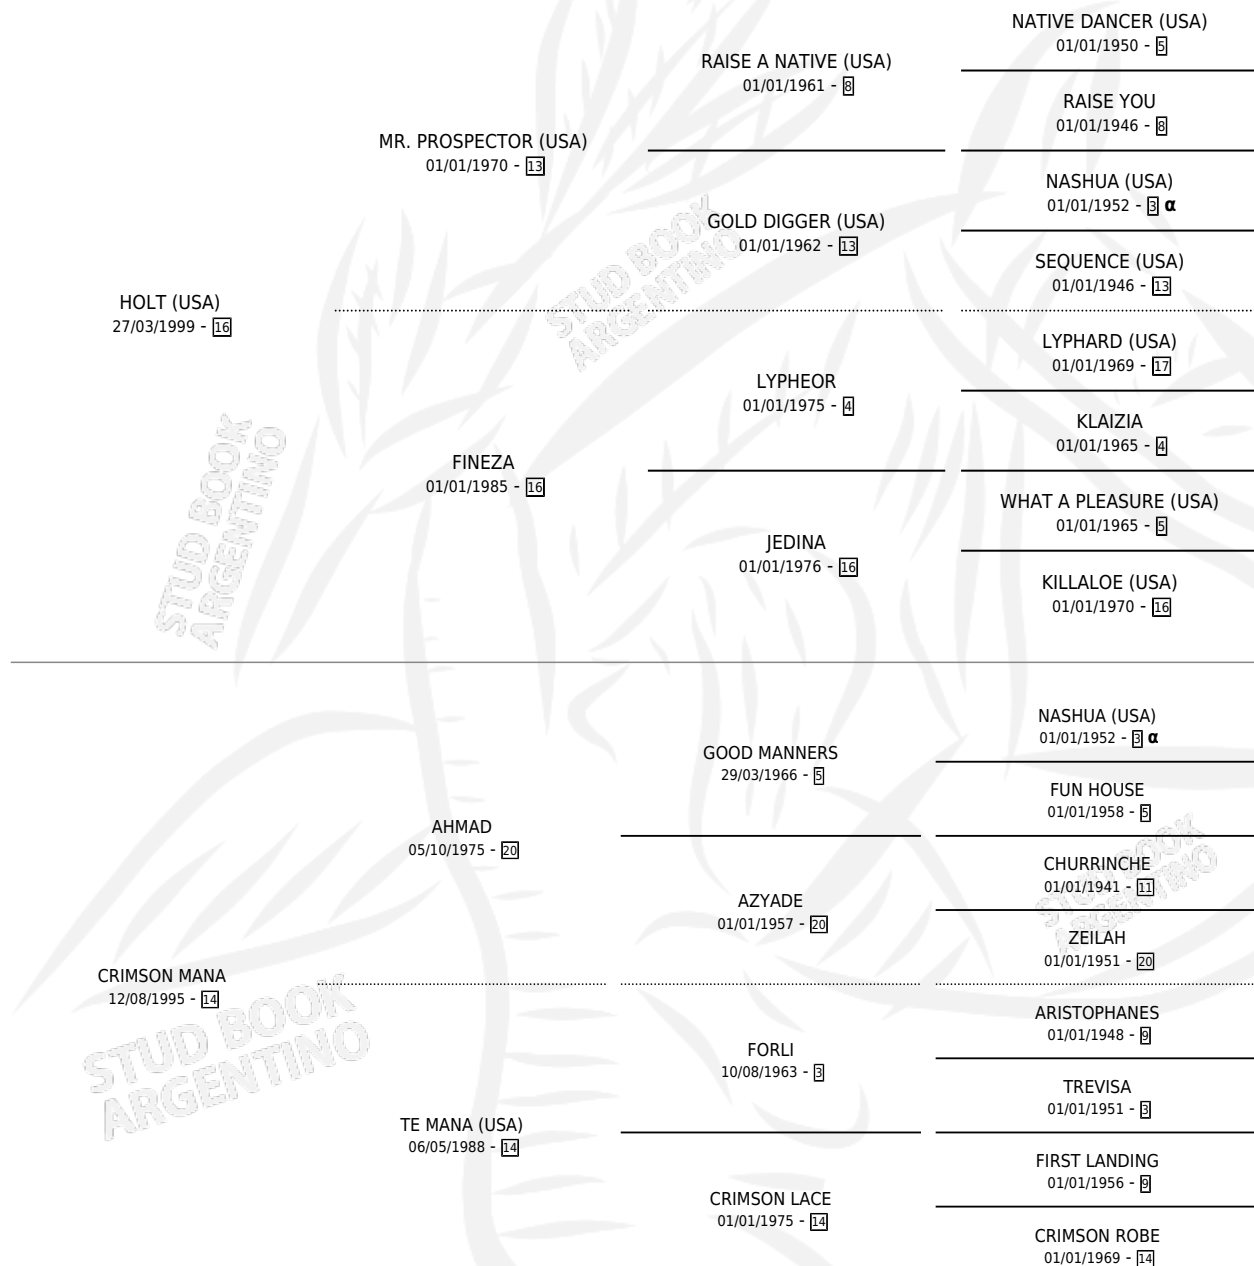 NATIVE DANCER (USA)
01/01/1950 - 5
RAISE A NATIVE (USA)
01/01/1961 - 8
RAISE YOU
01/01/1946 - 8
MR. PROSPECTOR (USA)
01/01/1970 - 13
NASHUA (USA)
01/01/1952 - 3 α
GOLD DIGGER (USA)
01/01/1962 - 13
SEQUENCE (USA)
01/01/1946 - 13
HOLT (USA)
27/03/1999 - 16
LYPHARD (USA)
01/01/1969 - 17
LYPHEOR
01/01/1975 - 4
KLAIZIA
01/01/1965 - 4
FINEZA
01/01/1985 - 16
WHAT A PLEASURE (USA)
01/01/1965 - 5
JEDINA
01/01/1976 - 16
KILLALOE (USA)
01/01/1970 - 16
NASHUA (USA)
01/01/1952 - 3 α
GOOD MANNERS
29/03/1966 - 5
FUN HOUSE
01/01/1958 - 5
AHMAD
05/10/1975 - 20
CHURRINCHE
01/01/1941 - 11
AZYADE
01/01/1957 - 20
ZEILAH
01/01/1951 - 20
CRIMSON MANA
12/08/1995 - 14
ARISTOPHANES
01/01/1948 - 9
FORLI
10/08/1963 - 3
TREVISA
01/01/1951 - 3
TE MANA (USA)
06/05/1988 - 14
FIRST LANDING
01/01/1956 - 9
CRIMSON LACE
01/01/1975 - 14
CRIMSON ROBE
01/01/1969 - 14
STUD BOOK
ARGENTINO
STUD BOOK
ARGENTINO
STUD BOOK
ARGENTINO
STUD BOOK
ARGENTINO